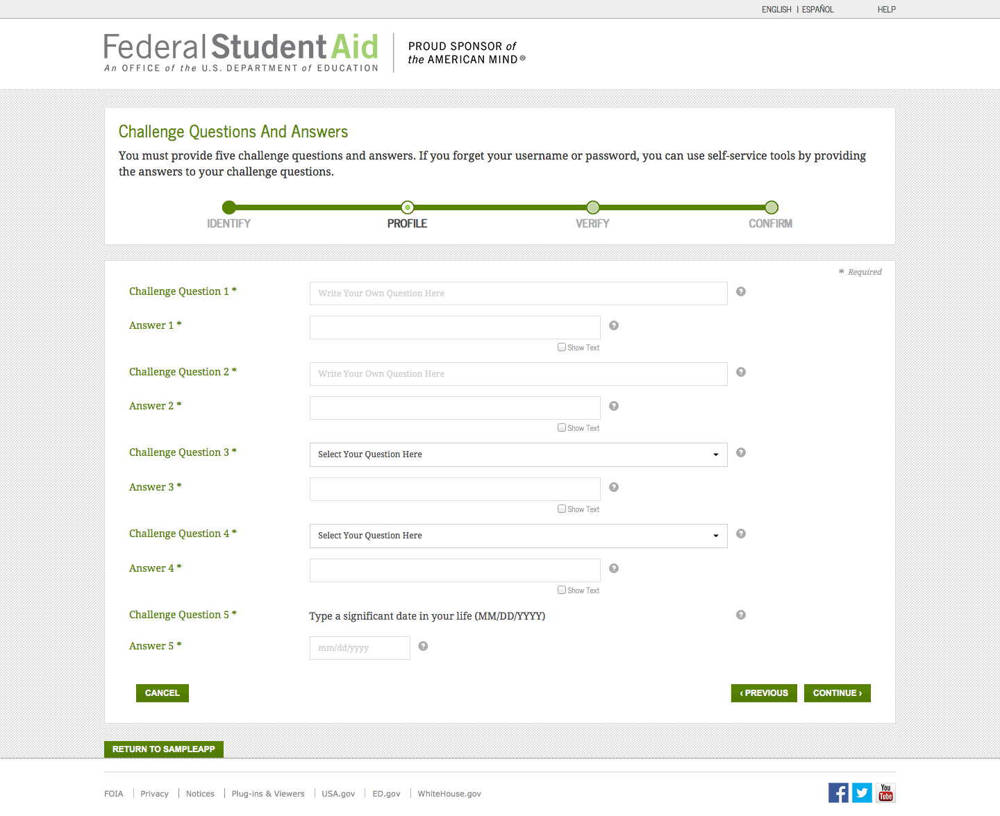 ENGLISH | ESPAÑOL HELP
Federal Student Aid
An OFFICE of the U.S. DEPARTMENT of EDUCATION
PROUD SPONSOR of
the AMERICAN MIND®
Challenge Questions And Answers
You must provide five challenge questions and answers. If you forget your username or password, you can use self-service tools by providing
the answers to your challenge questions.
IDENTIFY PROFILE VERIFY CONFIRM
* Required
Challenge Question 1 * Write Your Own Question Here ?
Answer 1 * ?
Show Text
Challenge Question 2 * Write Your Own Question Here ?
Answer 2 * ?
Show Text
Challenge Question 3 * Select Your Question Here ?
Answer 3 * ?
Show Text
Challenge Question 4 * Select Your Question Here ?
Answer 4 * ?
Show Text
Challenge Question 5 * Type a significant date in your life (MM/DD/YYYY) ?
Answer 5 * mm/dd/yyyy ?
CANCEL ‹ PREVIOUS CONTINUE ›
RETURN TO SAMPLEAPP
FOIA | Privacy | Notices | Plug-ins & Viewers | USA.gov | ED.gov | WhiteHouse.gov
You Tube